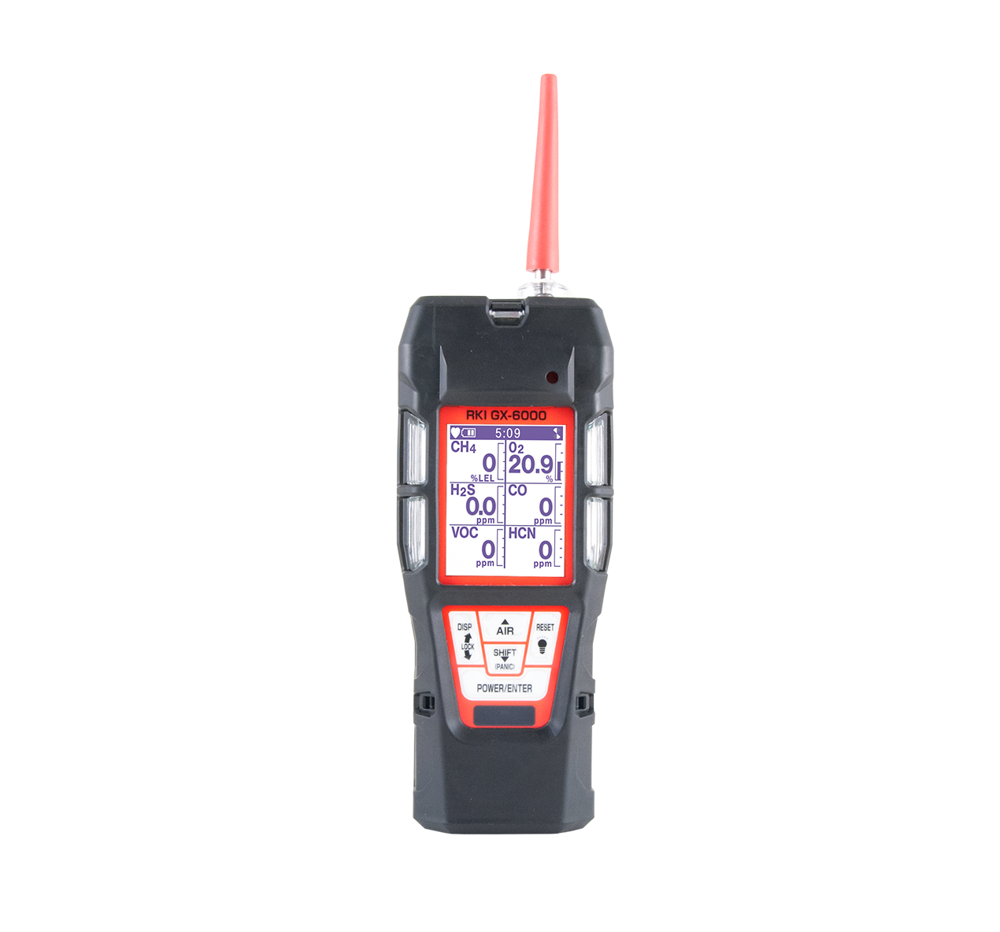 RKI GX-6000
5:09
CH4 O2
0 20.9
%LEL %
H2S CO
0.0 0
ppm ppm
VOC HCN
0 0
ppm ppm
DISP AIR RESET
LOCK
SHIFT
(PANIC)
POWER/ENTER